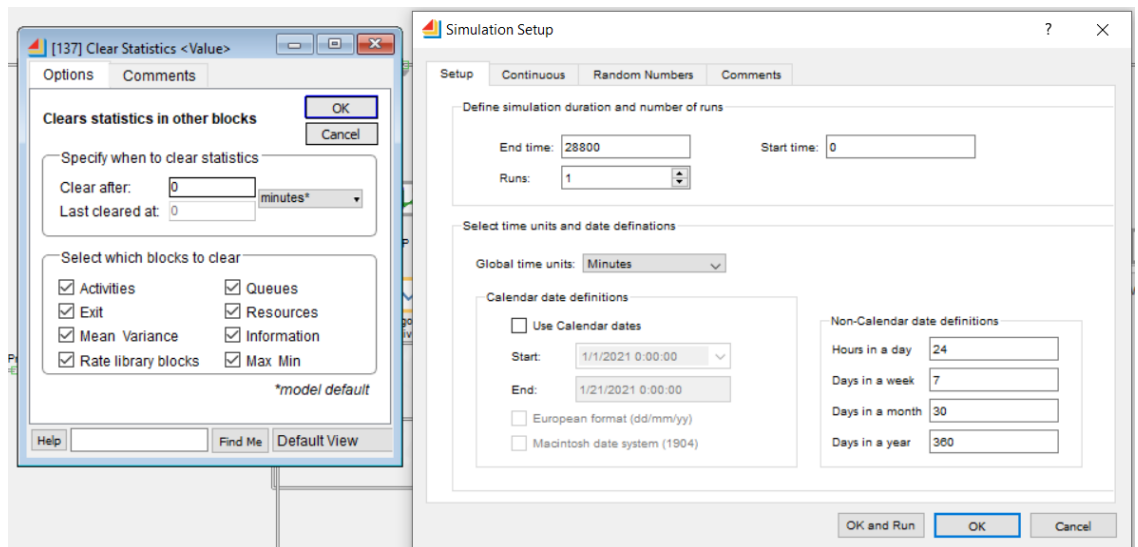 [137] Clear Statistics <Value>
Options Comments
Clears statistics in other blocks
OK
Cancel
Specify when to clear statistics
Clear after: 0 minutes*
Last cleared at: 0
Select which blocks to clear
Activities Queues
Exit Resources
Mean Variance Information
Rate library blocks Max Min
*model default
Help Find Me Default View
Simulation Setup ?
Setup Continuous Random Numbers Comments
Define simulation duration and number of runs
End time: 28800 Start time: 0
Runs: 1
Select time units and date definations
Global time units: Minutes
Calendar date definitions
Use Calendar dates
Start: 1/1/2021 0:00:00
End: 1/21/2021 0:00:00
European format (dd/mm/yy)
Macintosh date system (1904)
Non-Calendar date definitions
Hours in a day 24
Days in a week 7
Days in a month 30
Days in a year 360
OK and Run OK Cancel